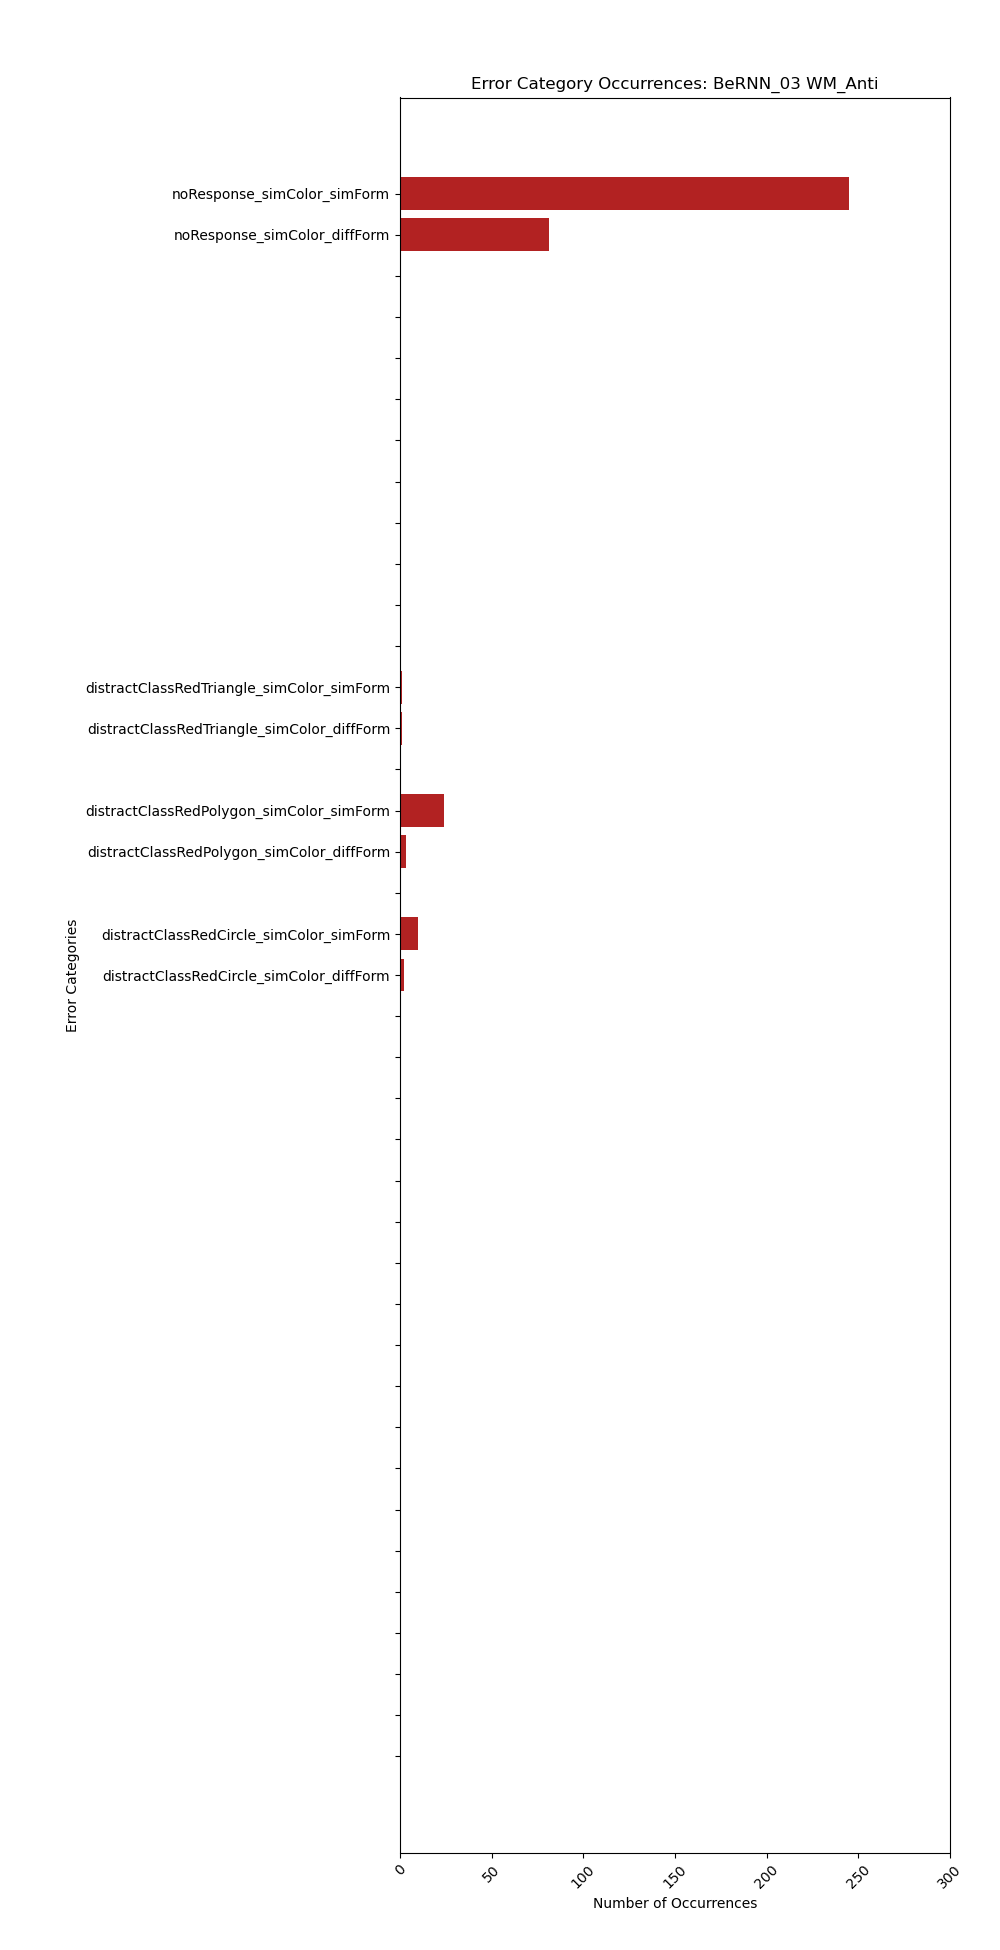 Error Category Occurrences: BeRNN_03 WM_Anti
noResponse_simColor_simForm
noResponse_simColor_diffForm
distractClassRedTriangle_simColor_simForm
distractClassRedTriangle_simColor_diffForm
distractClassRedPolygon_simColor_simForm
distractClassRedPolygon_simColor_diffForm
distractClassRedCircle_simColor_simForm
distractClassRedCircle_simColor_diffForm
Error Categories
0 50 100 150 200 250 300
Number of Occurrences